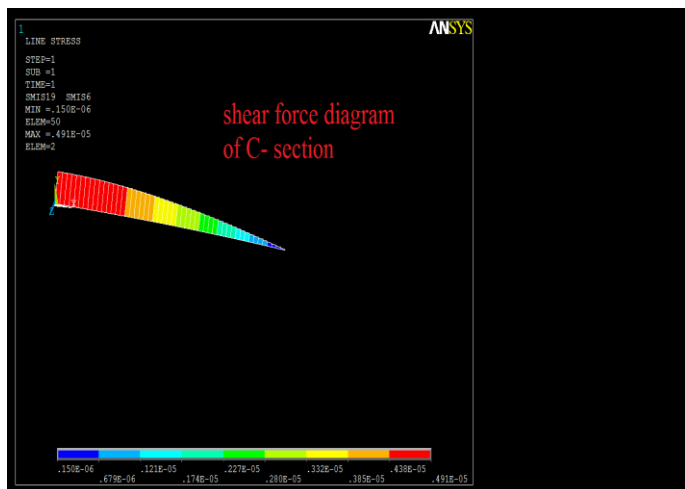 1
ANSYS
LINE STRESS
STEP=1
SUB =1
TIME=1
SMIS19 SMIS6
MIN =.150E-06
ELEM=50
MAX =.491E-05
ELEM=2
shear force diagram
of C- section
Y
Z X
.150E-06 .121E-05 .227E-05 .332E-05 .438E-05
.679E-06 .174E-05 .280E-05 .385E-05 .491E-05